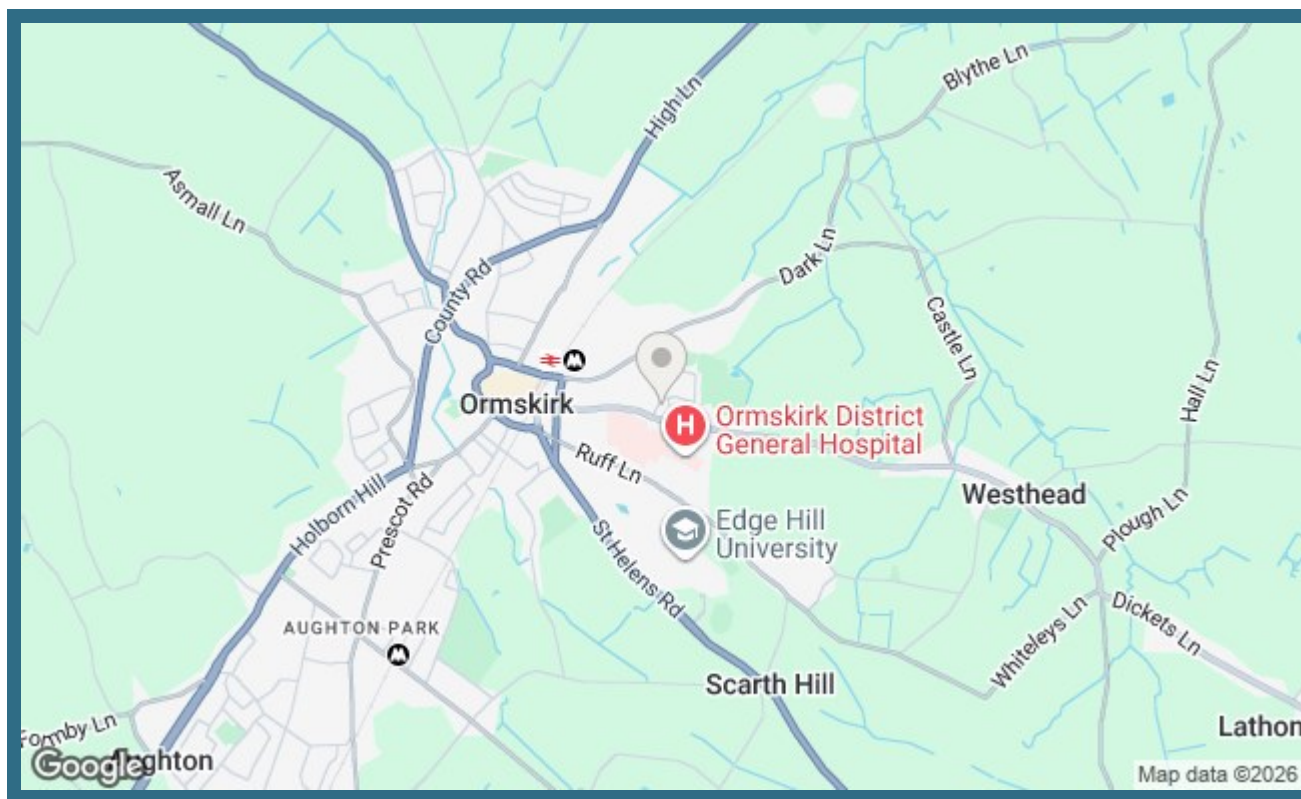 Blythe Ln
High Ln
Asmall Ln
Dark Ln
County Rd
Castle Ln
Hall Ln
Ormskirk
H
Ormskirk District
General Hospital
Ruff Ln
Holborn Hill
Prescot Rd
Westhead
Plough Ln
Edge Hill
University
St Helens Rd
Whiteleys Ln
Dickets Ln
AUGHTON PARK
Scarth Hill
Formby Ln
Lathom
Aughton
Google
Map data ©2026